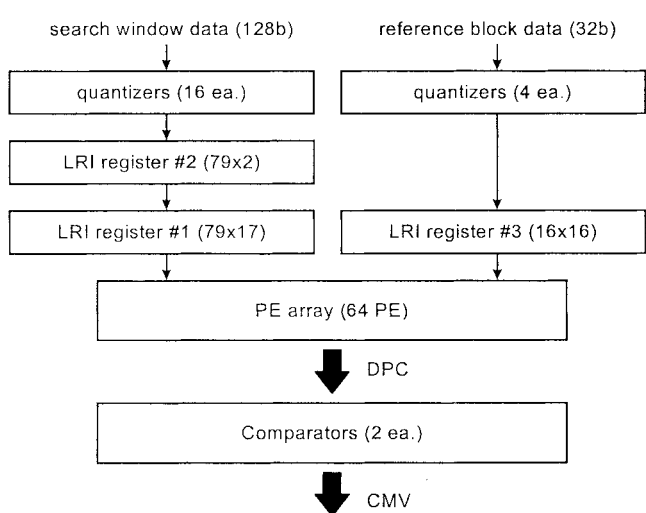 search window data (128b)
reference block data (32b)
quantizers (16 ea.)
quantizers (4 ea.)
LRI register #2 (79x2)
LRI register #1 (79x17)
LRI register #3 (16x16)
PE array (64 PE)
DPC
Comparators (2 ea.)
CMV